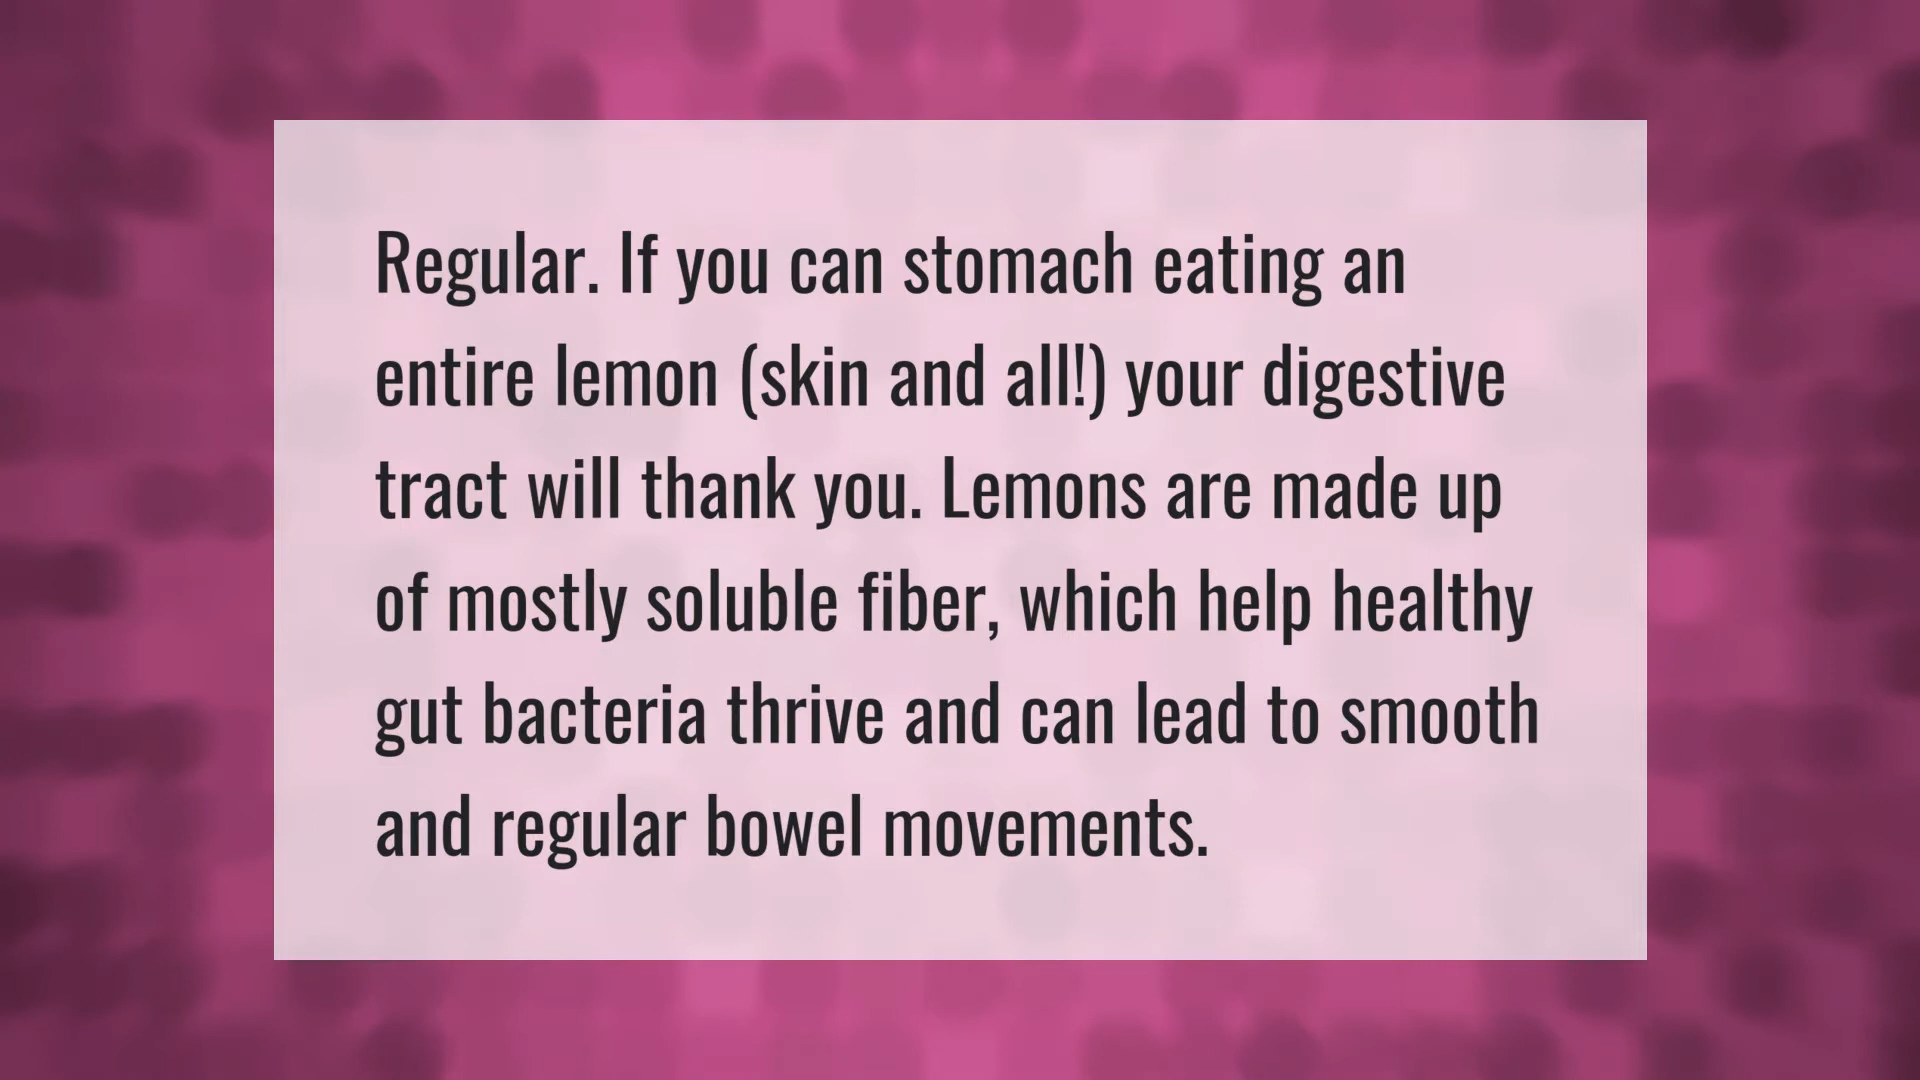 Regular. If you can stomach eating an
entire lemon (skin and all!) your digestive
tract will thank you. Lemons are made up
of mostly soluble fiber, which help healthy
gut bacteria thrive and can lead to smooth
and regular bowel movements.